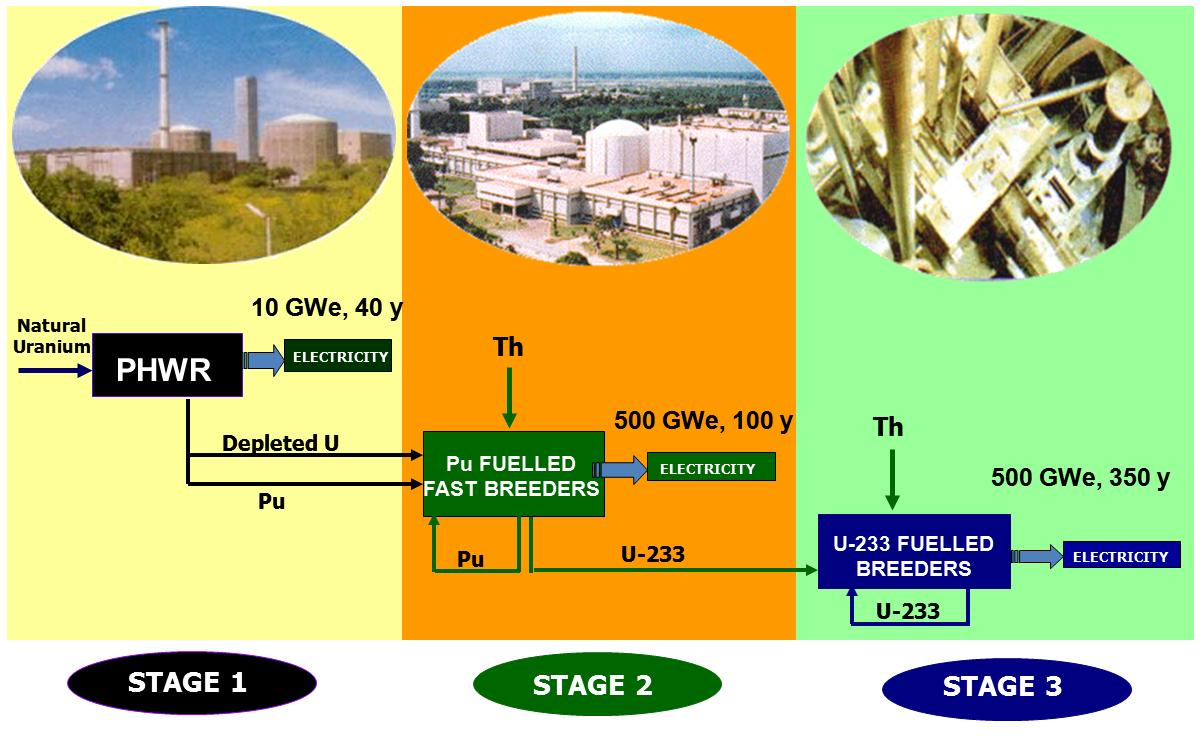 10 GWe, 40 y
Natural
Uranium
PHWR
ELECTRICITY
Depleted U
Pu
Th
500 GWe, 100 y
Pu FUELLED
FAST BREEDERS
ELECTRICITY
Pu
U-233
Th
500 GWe, 350 y
U-233 FUELLED
BREEDERS
ELECTRICITY
U-233
STAGE 1
STAGE 2
STAGE 3